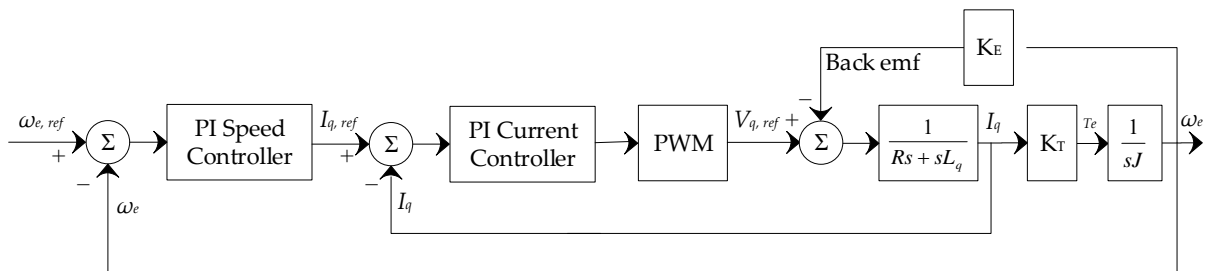 K_E
Back emf
−
ω_e, ref
+
−
ω_e
Σ
PI Speed
Controller
I_q, ref
+
−
I_q
Σ
PI Current
Controller
PWM
V_q, ref +
Σ
1
Rs + sL_q
I_q
K_T
Te
1
sJ
ω_e